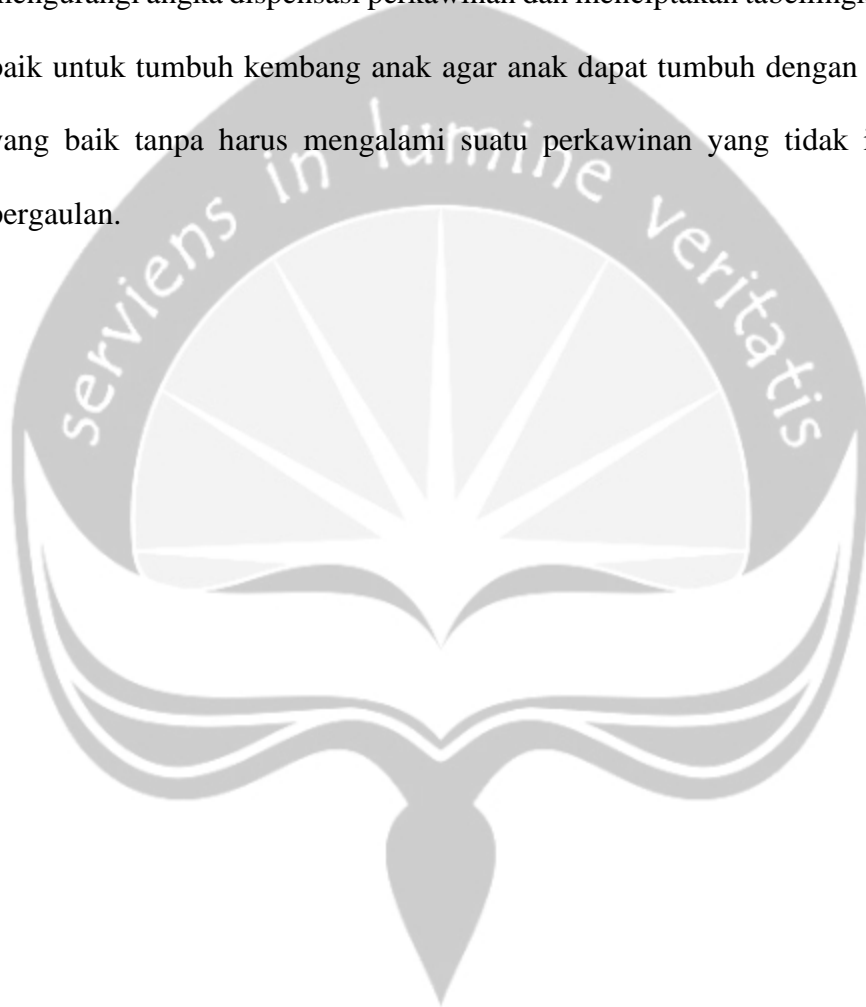 mengurangi angka dispensasi perkawinan dan menciptakan
baik untuk tumbuh kembang anak agar anak dapat tumbuh dengan
yang baik tanpa harus mengalami suatu perkawinan yang tidak
pergaulan.
serviens in lumine veritatis